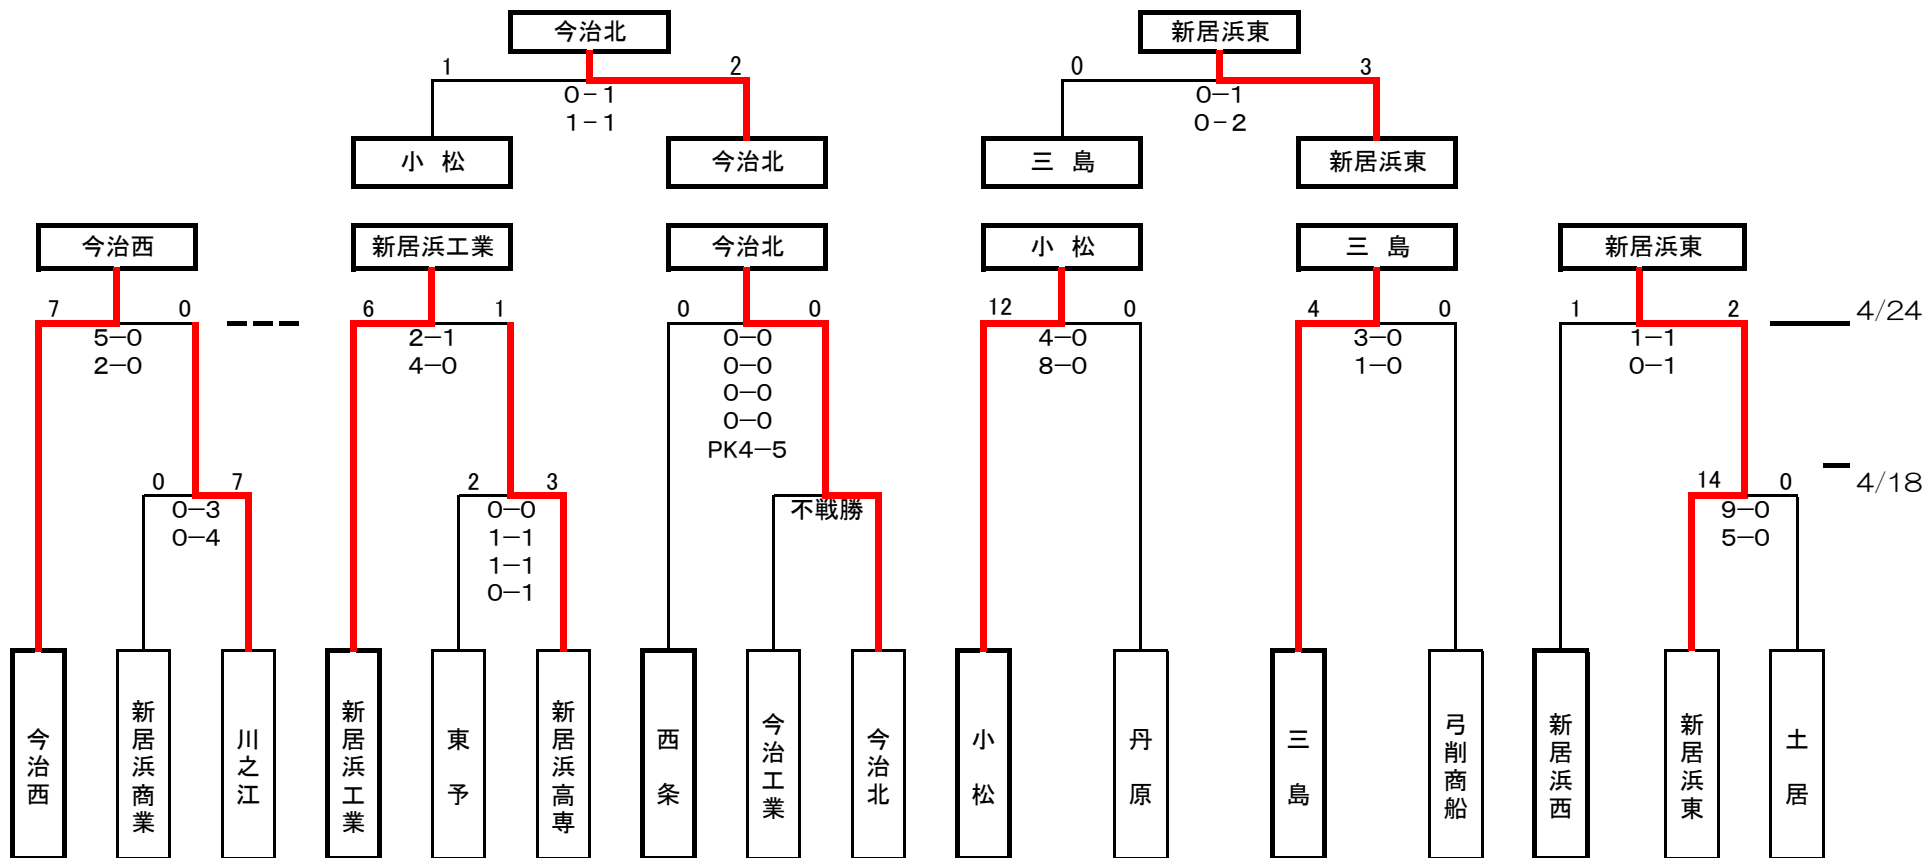 今治北
新居浜東
1
2
0
3
0-1
1-1
0-1
0-2
小 松
今治北
三 島
新居浜東
今治西
新居浜工業
今治北
小 松
三 島
新居浜東
7
0
6
1
0
0
12
0
4
0
1
2
4/24
5-0
2-0
2-1
4-0
0-0
0-0
0-0
0-0
PK4-5
4-0
8-0
3-0
1-0
1-1
0-1
4/18
0
7
2
3
不戦勝
14
0
0-3
0-4
0-0
1-1
1-1
0-1
9-0
5-0
今治西
新居浜商業
川之江
新居浜工業
東 予
新居浜高専
西 条
今治工業
今治北
小 松
丹 原
三 島
弓削商船
新居浜西
新居浜東
土 居